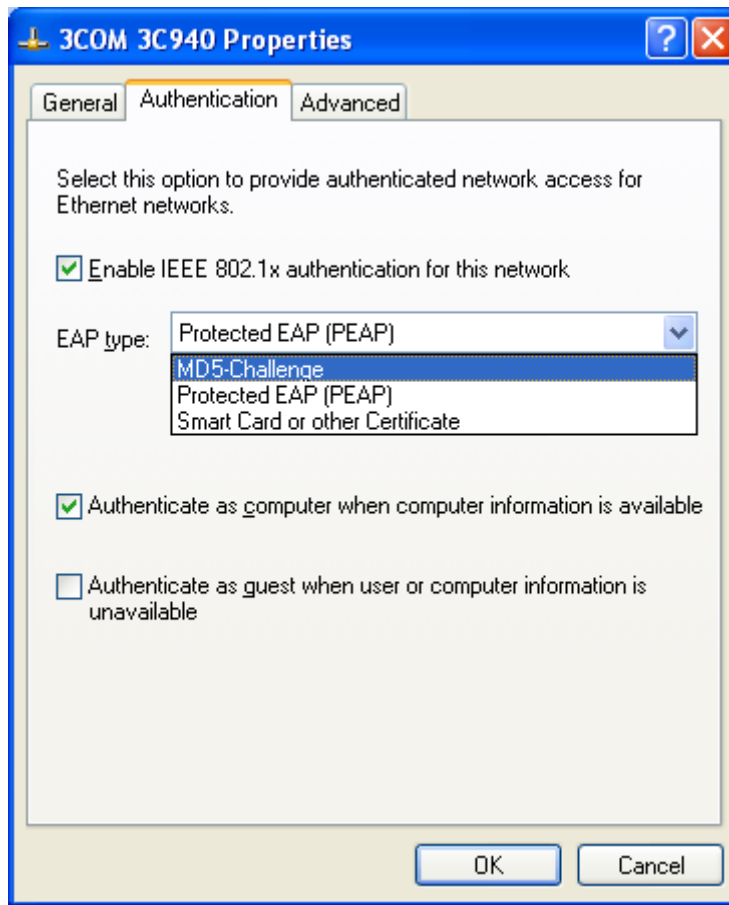 3COM 3C940 Properties
General Authentication Advanced
Select this option to provide authenticated network access for
Ethernet networks.
Enable IEEE 802.1x authentication for this network
EAP type: Protected EAP (PEAP)
MD5-Challenge
Protected EAP (PEAP)
Smart Card or other Certificate
Authenticate as computer when computer information is available
Authenticate as guest when user or computer information is
unavailable
OK Cancel